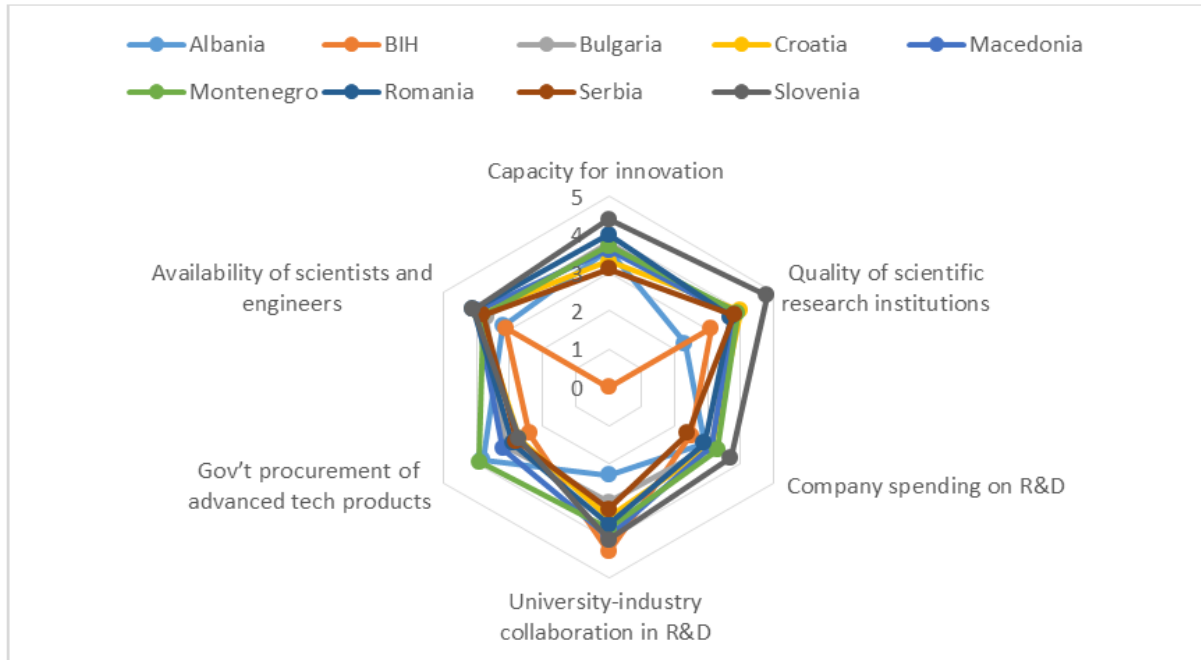 Albania BIH Bulgaria Croatia Macedonia
Montenegro Romania Serbia Slovenia
Capacity for innovation
5
4
3
2
1
0
Quality of scientific
research institutions
Company spending on R&D
University-industry
collaboration in R&D
Gov’t procurement of
advanced tech products
Availability of scientists and
engineers